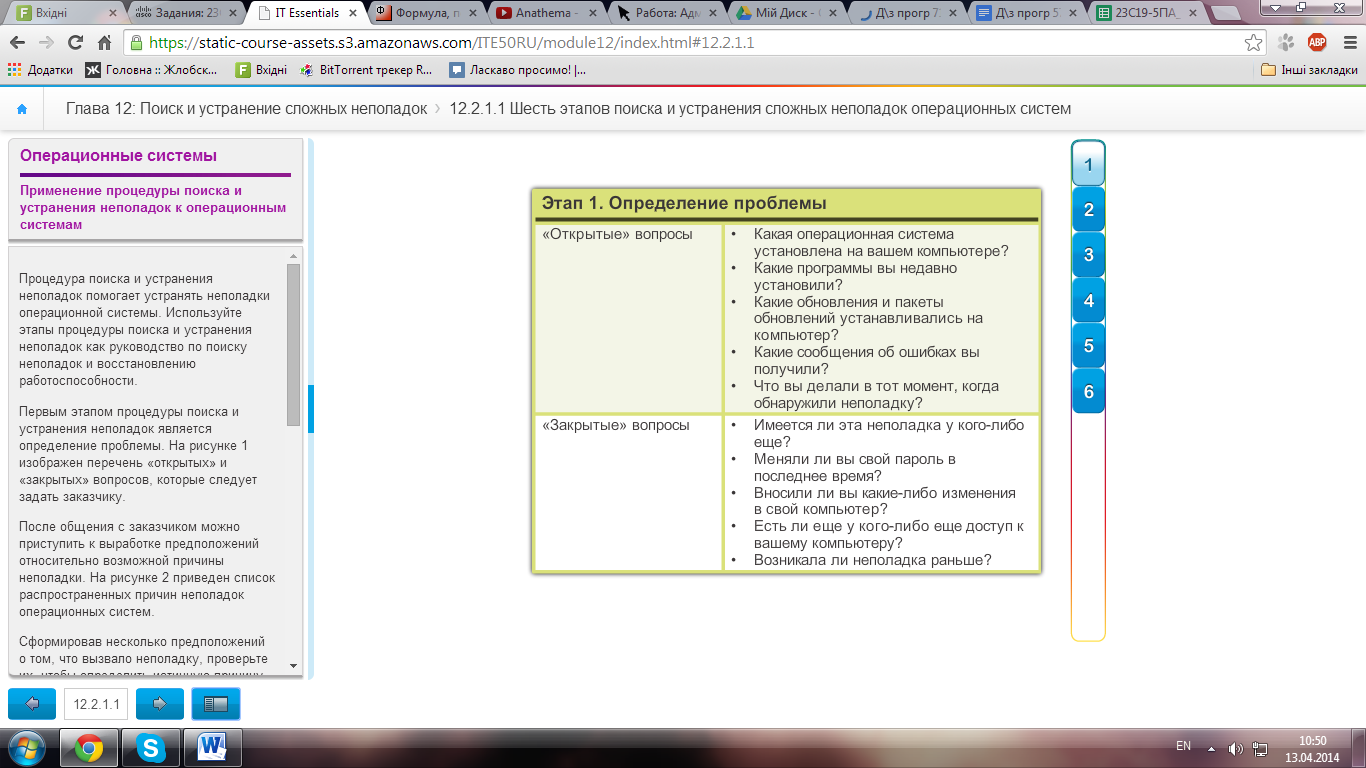 Вхідні
Задания: 23С
IT Essentials
Формула, п
Anathema -
Работа: Адм
Мій Диск -
Д\з прогр 7
Д\з прогр 5
23С19-5ПА_
https://static-course-assets.s3.amazonaws.com/ITE50RU/module12/index.html#12.2.1.1
ABP
Додатки
Головна :: Жлобск...
Вхідні
BitTorrent трекер R...
Ласкаво просимо! |...
Інші закладки
Глава 12: Поиск и устранение сложных неполадок
12.2.1.1 Шесть этапов поиска и устранения сложных неполадок операционных систем
Операционные системы
Применение процедуры поиска и
устранения неполадок к операционным
системам
Процедура поиска и устранения
неполадок помогает устранять неполадки
операционной системы. Используйте
этапы процедуры поиска и устранения
неполадок как руководство по поиску
неполадок и восстановлению
работоспособности.
Первым этапом процедуры поиска и
устранения неполадок является
определение проблемы. На рисунке 1
изображен перечень «открытых» и
«закрытых» вопросов, которые следует
задать заказчику.
После общения с заказчиком можно
приступить к выработке предположений
относительно возможной причины
неполадки. На рисунке 2 приведен список
распространенных причин неполадок
операционных систем.
Сформировав несколько предположений
о том, что вызвало неполадку, проверьте
их, чтобы определить истинную причину
12.2.1.1
Этап 1. Определение проблемы
«Открытые» вопросы
• Какая операционная система
установлена на вашем компьютере?
• Какие программы вы недавно
установили?
• Какие обновления и пакеты
обновлений устанавливались на
компьютер?
• Какие сообщения об ошибках вы
получили?
• Что вы делали в тот момент, когда
обнаружили неполадку?
«Закрытые» вопросы
• Имеется ли эта неполадка у кого-либо
еще?
• Меняли ли вы свой пароль в
последнее время?
• Вносили ли вы какие-либо изменения
в свой компьютер?
• Есть ли еще у кого-либо еще доступ к
вашему компьютеру?
• Возникала ли неполадка раньше?
1
2
3
4
5
6
EN
10:50
13.04.2014